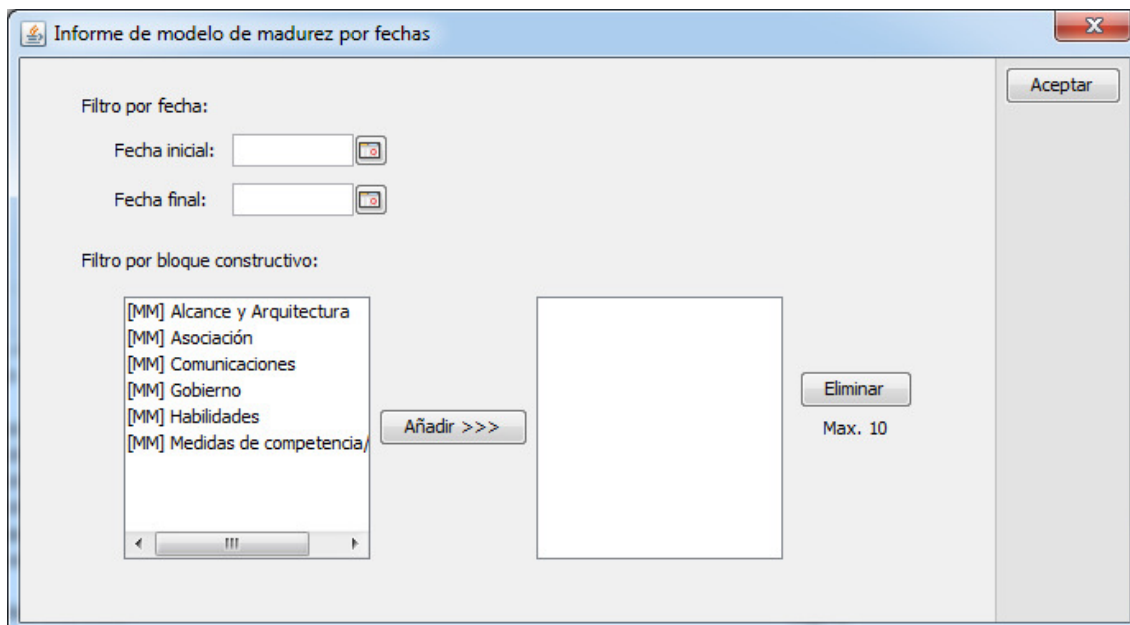 Informe de modelo de madurez por fechas
Aceptar
Filtro por fecha:
Fecha inicial:
Fecha final:
Filtro por bloque constructivo:
[MM] Alcance y Arquitectura
[MM] Asociación
[MM] Comunicaciones
[MM] Gobierno
[MM] Habilidades
[MM] Medidas de competencia/
Añadir >>>
Eliminar
Max. 10